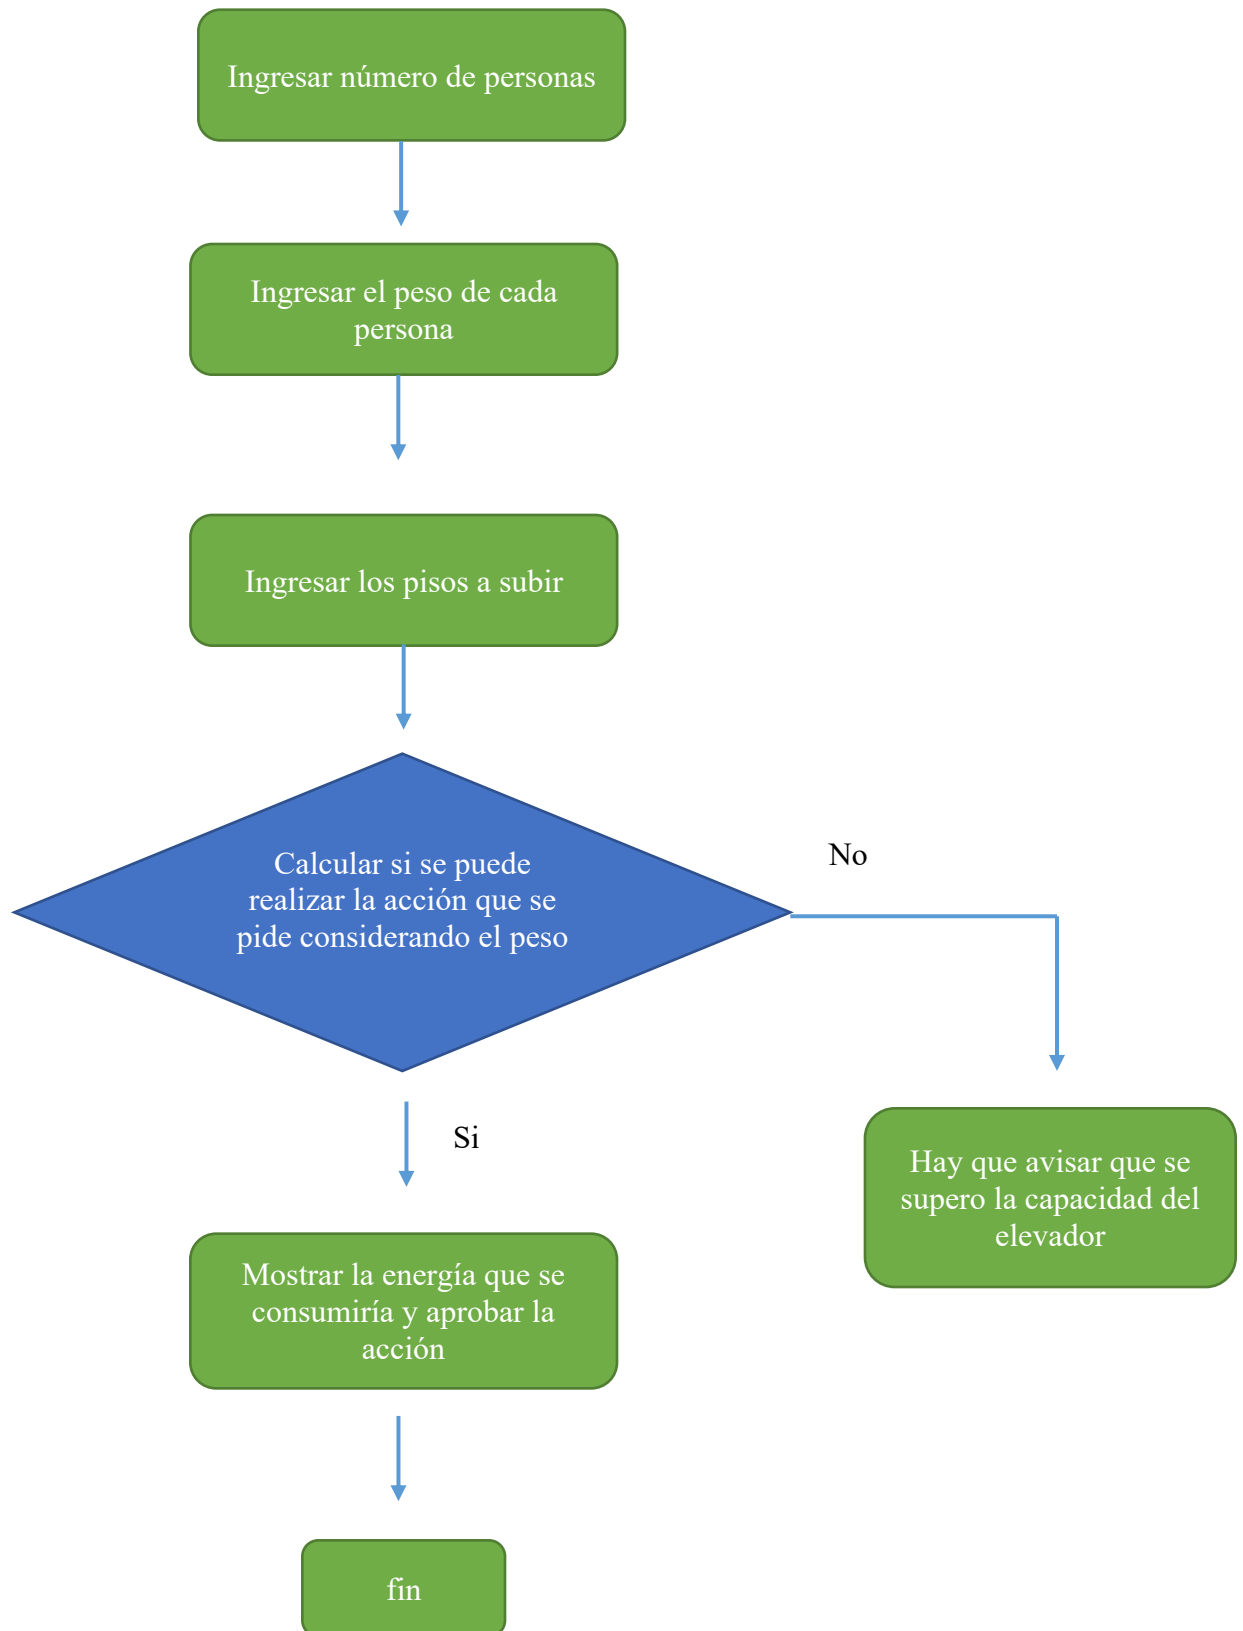 Ingresar número de personas
Ingresar el peso de cada
persona
Ingresar los pisos a subir
Calcular si se puede
realizar la acción que se
pide considerando el peso
No
Si
Hay que avisar que se
supero la capacidad del
elevador
Mostrar la energía que se
consumiría y aprobar la
acción
fin